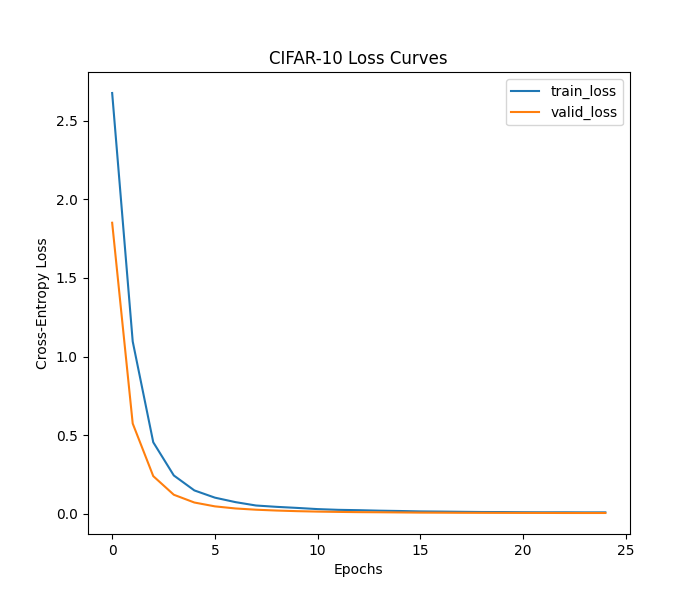 CIFAR-10 Loss Curves
train_loss
valid_loss
2.5
2.0
1.5
1.0
0.5
0.0
Cross-Entropy Loss
0 5 10 15 20 25
Epochs